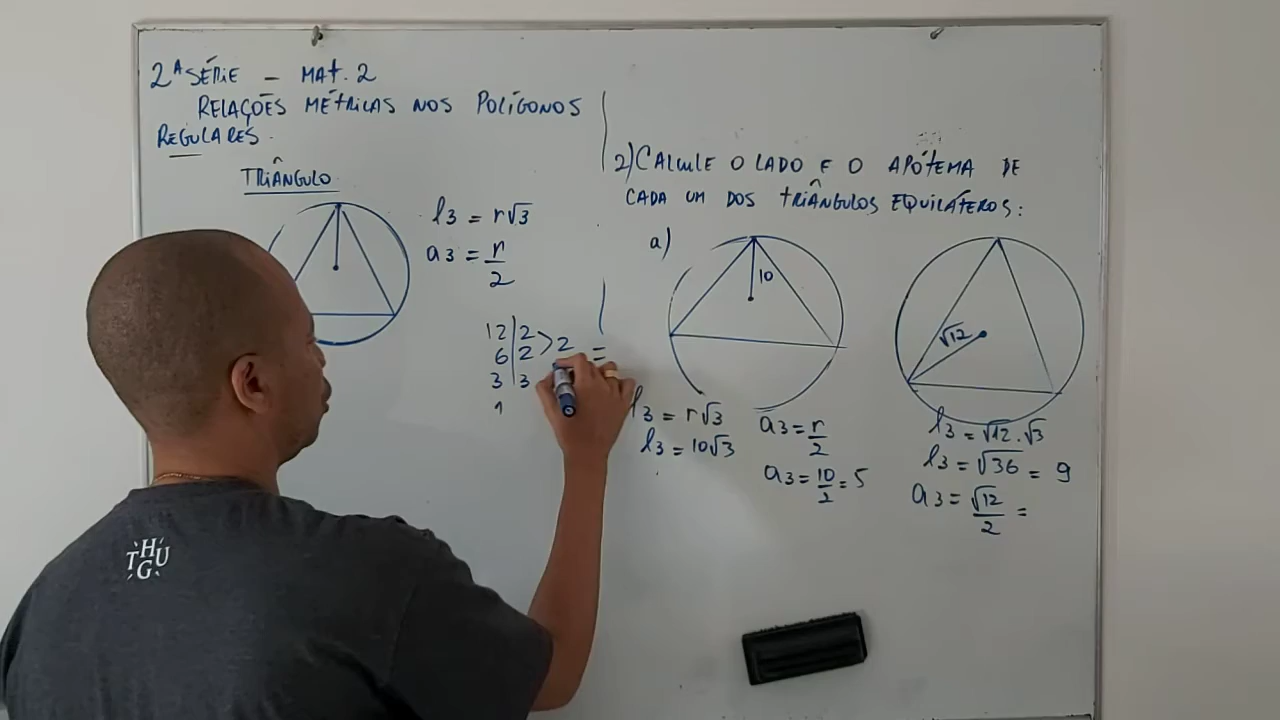 2ª SÉRIE - MAT. 2
RELAÇÕES MÉTRICAS NOS POLÍGONOS
REGULARES.
TRIÂNGULO
l3 = r√3
a3 = r/2
12 | 2 > 2 =
6 | 2
3 | 3
1
2) CALCULE O LADO E O APÓTEMA DE
CADA UM DOS TRIÂNGULOS EQUILÁTEROS:
a)
10
l3 = r√3
l3 = 10√3
a3 = r/2
a3 = 10/2 = 5
√12
l3 = √12 . √3
l3 = √36 = 9
a3 = √12/2 =
THUG